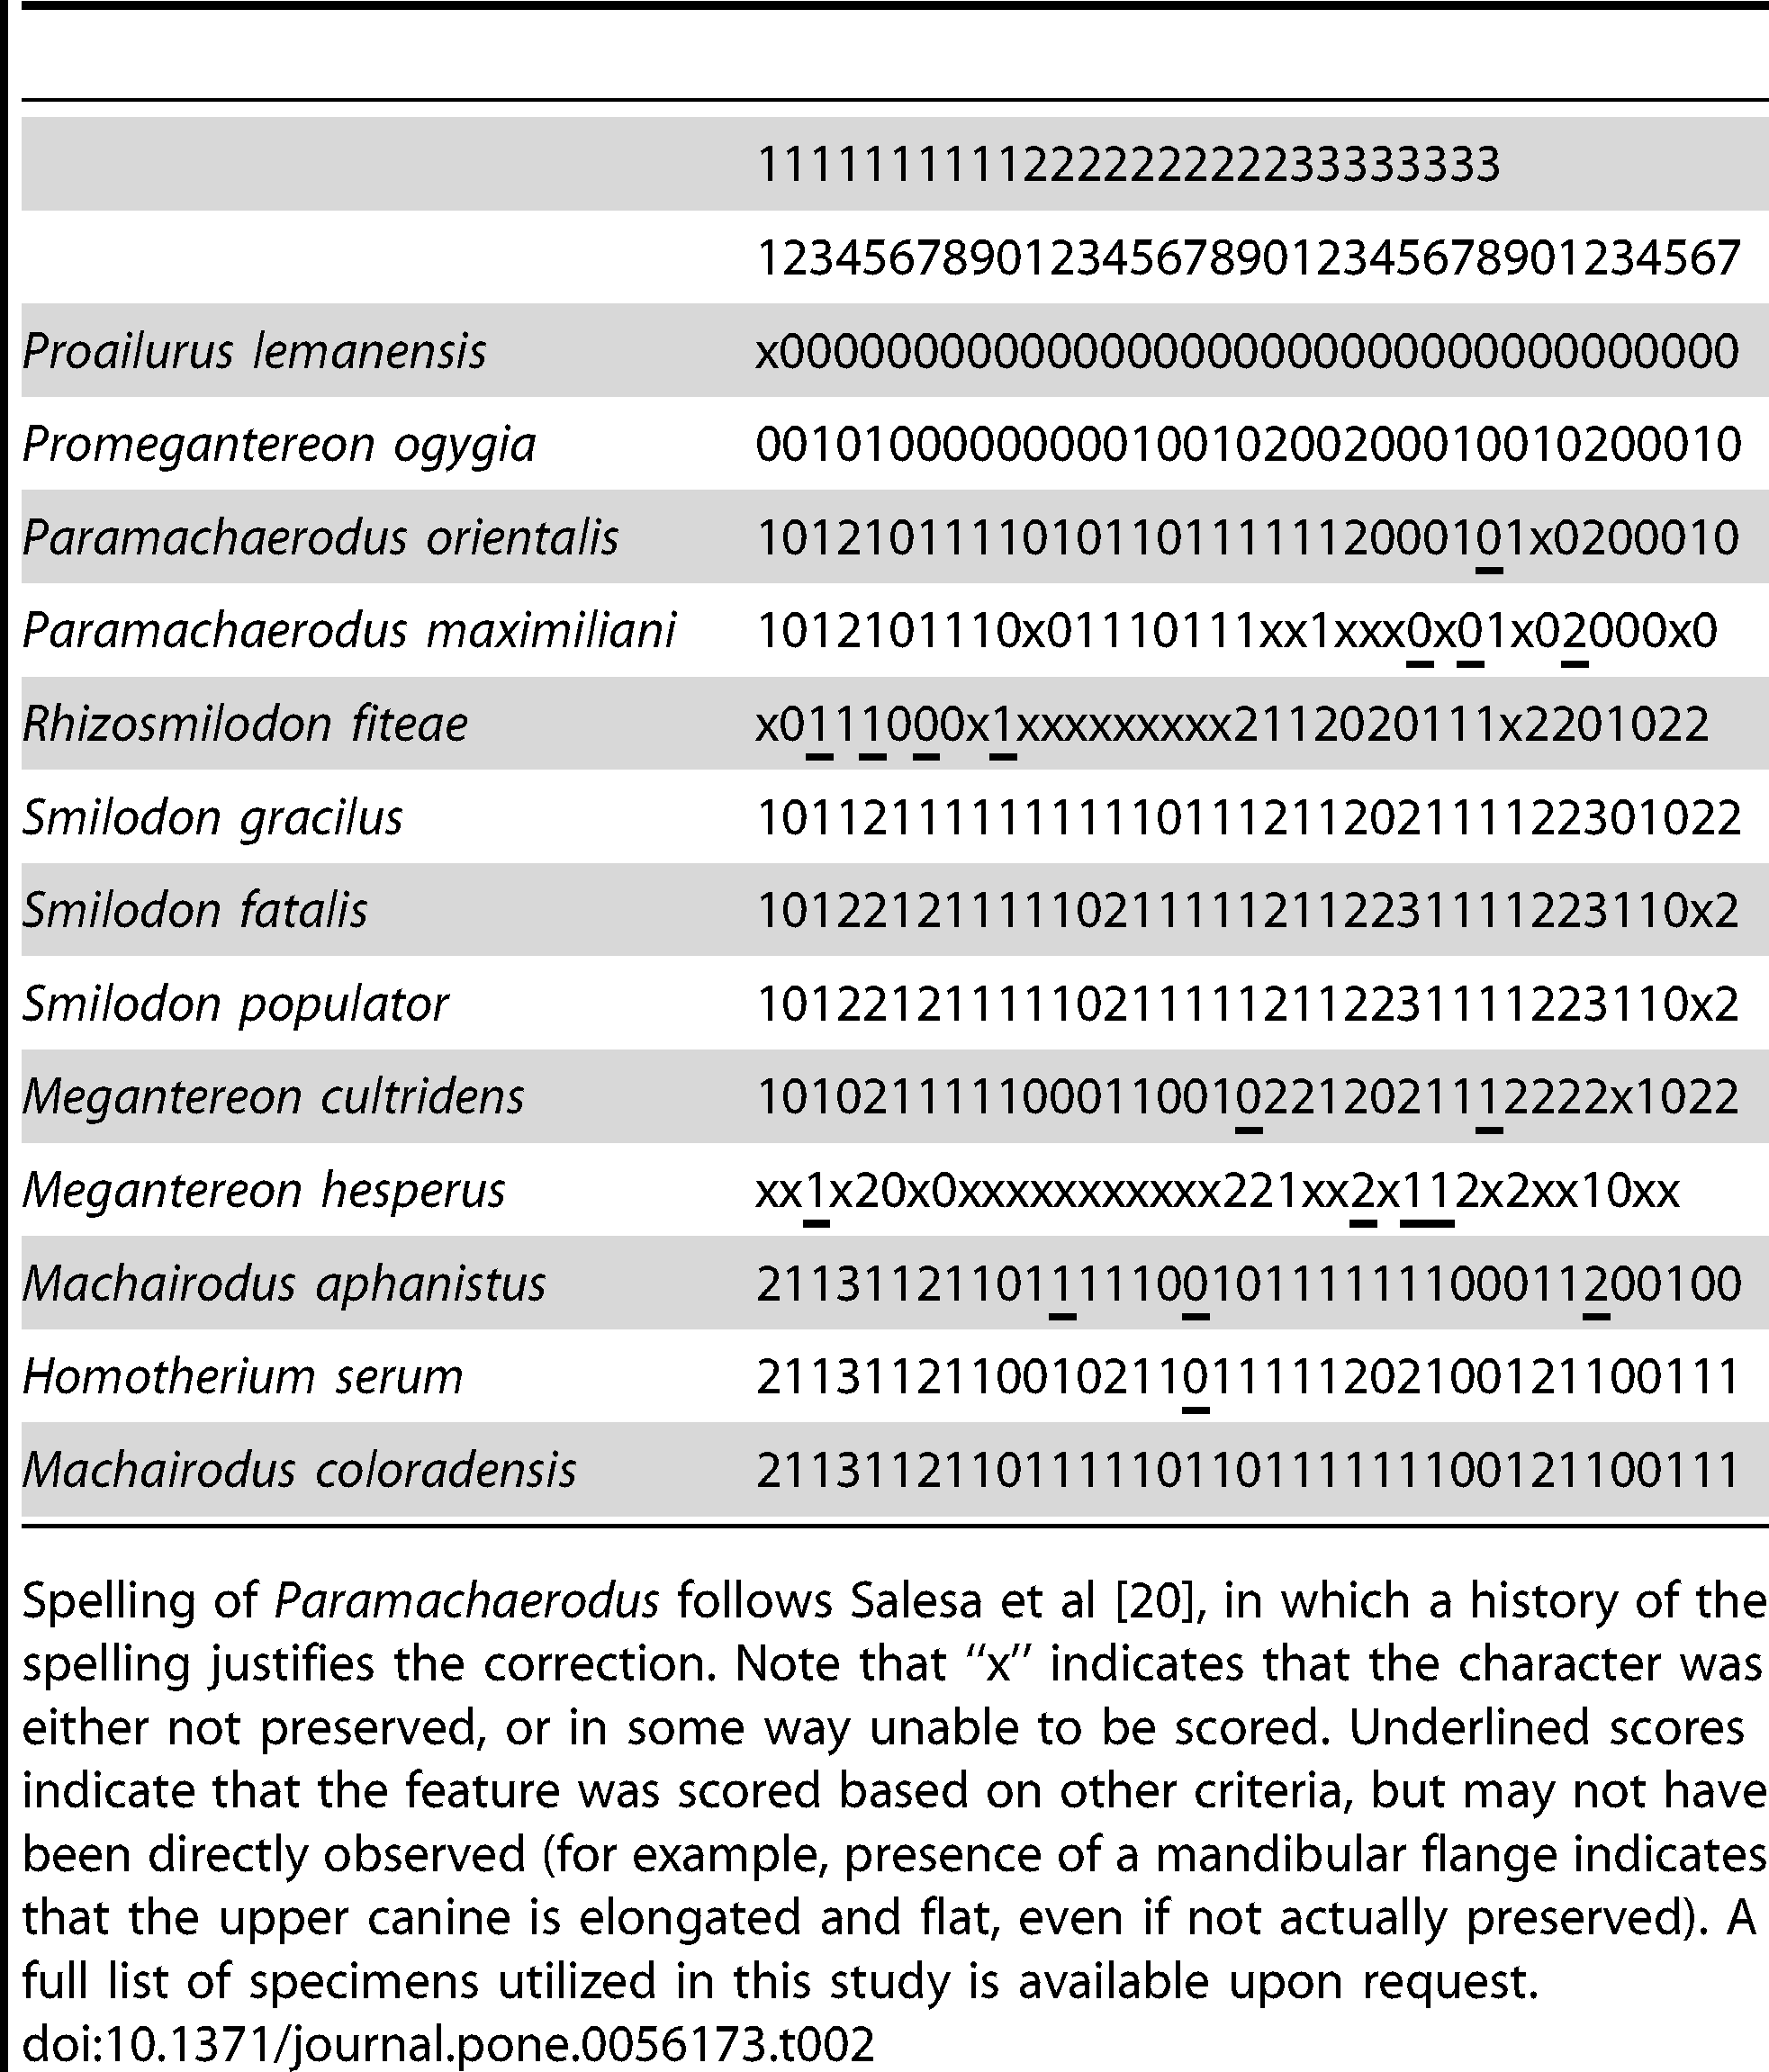 1111111111222222222233333333
1234567890123456789012345678901234567
Proailurus lemanensis x000000000000000000000000000000000000
Promegantereon ogygia 0010100000000010010200200010010200010
Paramachaerodus orientalis 10121011110101101111112000101x0200010
Paramachaerodus maximiliani 1012101110x01110111xx1xxx0x01x02000x0
Rhizosmilodon fiteae x0111000x1xxxxxxxxx2112020111x2201022
Smilodon gracilus 1011211111111110111211202111122301022
Smilodon fatalis 10122121111102111112112231111223110x2
Smilodon populator 10122121111102111112112231111223110x2
Megantereon cultridens 10102111110001100102212021112222x1022
Megantereon hesperus xx1x20x0xxxxxxxxxxx221xx2x112x2xx10xx
Machairodus aphanistus 2113112110111110010111111100011200100
Homotherium serum 2113112110010211011111202100121100111
Machairodus coloradensis 2113112110111110110111111100121100111
Spelling of Paramachaerodus follows Salesa et al [20], in which a history of the
spelling justifies the correction. Note that “x” indicates that the character was
either not preserved, or in some way unable to be scored. Underlined scores
indicate that the feature was scored based on other criteria, but may not have
been directly observed (for example, presence of a mandibular flange indicates
that the upper canine is elongated and flat, even if not actually preserved). A
full list of specimens utilized in this study is available upon request.
doi:10.1371/journal.pone.0056173.t002